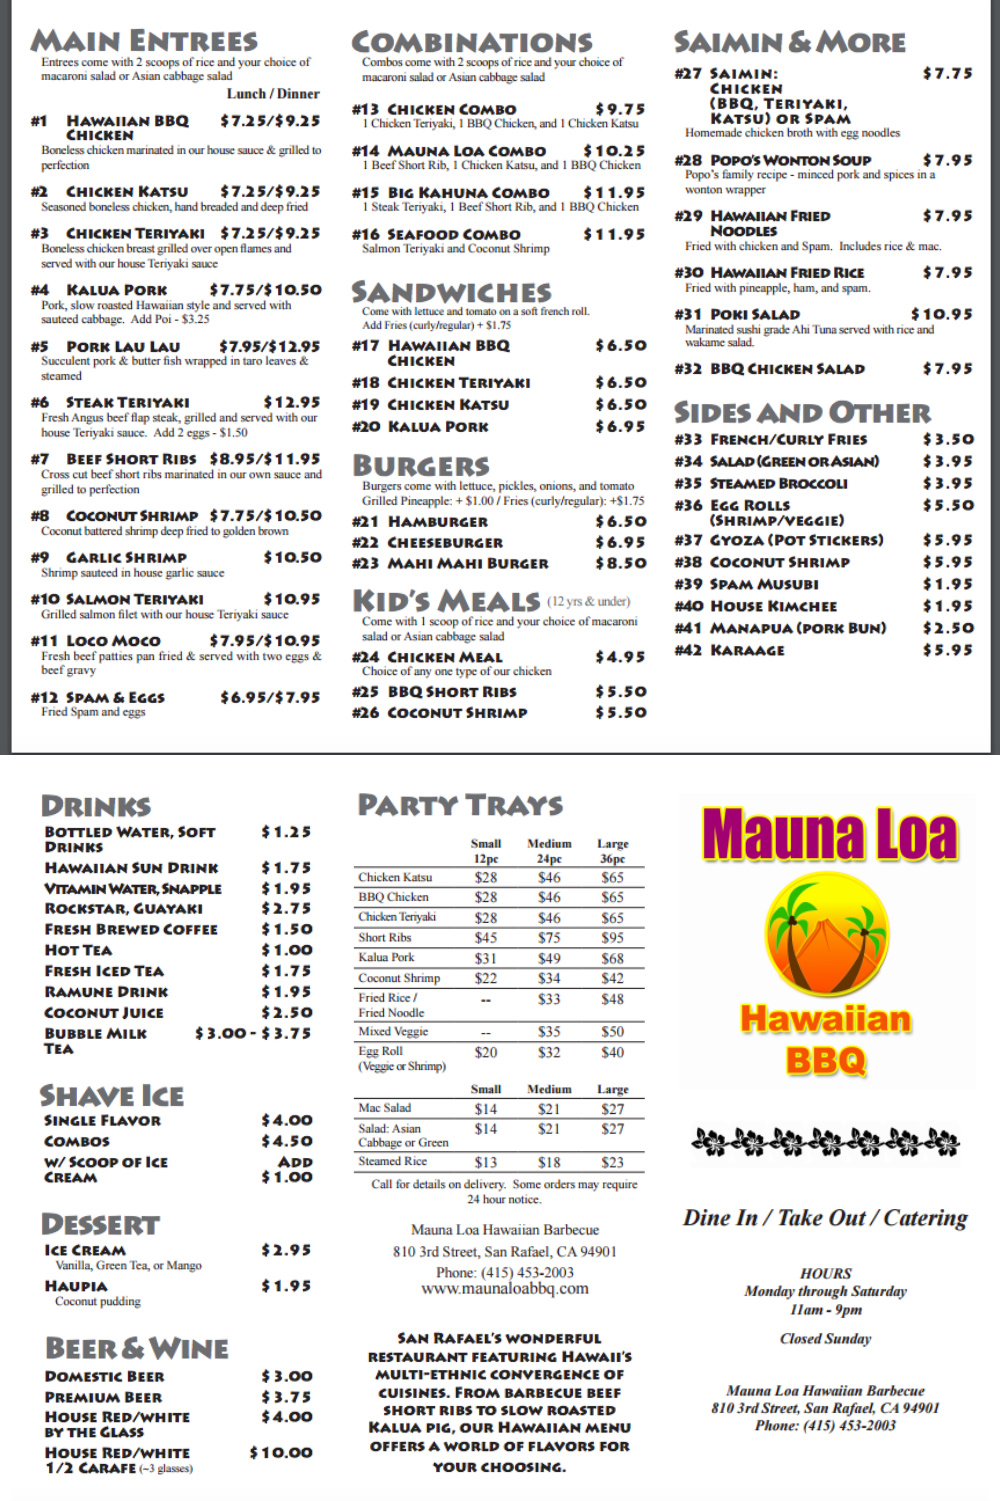 MAIN ENTREES
Entrees come with 2 scoops of rice and your choice of
macaroni salad or Asian cabbage salad
Lunch / Dinner
#1 HAWAIIAN BBQ $7.25/$9.25
CHICKEN
Boneless chicken marinated in our house sauce & grilled to
perfection
#2 CHICKEN KATSU $7.25/$9.25
Seasoned boneless chicken, hand breaded and deep fried
#3 CHICKEN TERIYAKI $7.25/$9.25
Boneless chicken breast grilled over open flames and
served with our house Teriyaki sauce
#4 KALUA PORK $7.75/$10.50
Pork, slow roasted Hawaiian style and served with
sauteed cabbage. Add Poi - $3.25
#5 PORK LAU LAU $7.95/$12.95
Succulent pork & butter fish wrapped in taro leaves &
steamed
#6 STEAK TERIYAKI $12.95
Fresh Angus beef flap steak, grilled and served with our
house Teriyaki sauce. Add 2 eggs - $1.50
#7 BEEF SHORT RIBS $8.95/$11.95
Cross cut beef short ribs marinated in our own sauce and
grilled to perfection
#8 COCONUT SHRIMP $7.75/$10.50
Coconut battered shrimp deep fried to golden brown
#9 GARLIC SHRIMP $10.50
Shrimp sauteed in house garlic sauce
#10 SALMON TERIYAKI $10.95
Grilled salmon filet with our house Teriyaki sauce
#11 LOCO MOCO $7.95/$10.95
Fresh beef patties pan fried & served with two eggs &
beef gravy
#12 SPAM & EGGS $6.95/$7.95
Fried Spam and eggs
COMBINATIONS
Combos come with 2 scoops of rice and your choice of
macaroni salad or Asian cabbage salad
#13 CHICKEN COMBO $9.75
1 Chicken Teriyaki, 1 BBQ Chicken, and 1 Chicken Katsu
#14 MAUNA LOA COMBO $10.25
1 Beef Short Rib, 1 Chicken Katsu, and 1 BBQ Chicken
#15 BIG KAHUNA COMBO $11.95
1 Steak Teriyaki, 1 Beef Short Rib, and 1 BBQ Chicken
#16 SEAFOOD COMBO $11.95
Salmon Teriyaki and Coconut Shrimp
SANDWICHES
Come with lettuce and tomato on a soft french roll.
Add Fries (curly/regular) + $1.75
#17 HAWAIIAN BBQ $6.50
CHICKEN
#18 CHICKEN TERIYAKI $6.50
#19 CHICKEN KATSU $6.50
#20 KALUA PORK $6.95
BURGERS
Burgers come with lettuce, pickles, onions, and tomato
Grilled Pineapple: + $1.00 / Fries (curly/regular): +$1.75
#21 HAMBURGER $6.50
#22 CHEESEBURGER $6.95
#23 MAHI MAHI BURGER $8.50
KID'S MEALS (12 yrs & under)
Come with 1 scoop of rice and your choice of macaroni
salad or Asian cabbage salad
#24 CHICKEN MEAL $4.95
Choice of any one type of our chicken
#25 BBQ SHORT RIBS $5.50
#26 COCONUT SHRIMP $5.50
SAIMIN & MORE
#27 SAIMIN: $7.75
CHICKEN
(BBQ, TERIYAKI,
KATSU) OR SPAM
Homemade chicken broth with egg noodles
#28 POPO'S WONTON SOUP $7.95
Popo's family recipe - minced pork and spices in a
wonton wrapper
#29 HAWAIIAN FRIED $7.95
NOODLES
Fried with chicken and Spam. Includes rice & mac.
#30 HAWAIIAN FRIED RICE $7.95
Fried with pineapple, ham, and spam.
#31 POKI SALAD $10.95
Marinated sushi grade Ahi Tuna served with rice and
wakame salad.
#32 BBQ CHICKEN SALAD $7.95
SIDES AND OTHER
#33 FRENCH/CURLY FRIES $3.50
#34 SALAD (GREEN OR ASIAN) $3.95
#35 STEAMED BROCCOLI $3.95
#36 EGG ROLLS $5.50
(SHRIMP/VEGGIE)
#37 GYOZA (POT STICKERS) $5.95
#38 COCONUT SHRIMP $5.95
#39 SPAM MUSUBI $1.95
#40 HOUSE KIMCHEE $1.95
#41 MANAPUA (PORK BUN) $2.50
#42 KARAAGE $5.95
DRINKS
BOTTLED WATER, SOFT $1.25
DRINKS
HAWAIIAN SUN DRINK $1.75
VITAMIN WATER, SNAPPLE $1.95
ROCKSTAR, GUAYAKI $2.75
FRESH BREWED COFFEE $1.50
HOT TEA $1.00
FRESH ICED TEA $1.75
RAMUNE DRINK $1.95
COCONUT JUICE $2.50
BUBBLE MILK $3.00 - $3.75
TEA
SHAVE ICE
SINGLE FLAVOR $4.00
COMBOS $4.50
W/ SCOOP OF ICE ADD
CREAM $1.00
DESSERT
ICE CREAM $2.95
Vanilla, Green Tea, or Mango
HAUPIA $1.95
Coconut pudding
BEER & WINE
DOMESTIC BEER $3.00
PREMIUM BEER $3.75
HOUSE RED/WHITE $4.00
BY THE GLASS
HOUSE RED/WHITE $10.00
1/2 CARAFE (~3 glasses)
PARTY TRAYS
Small Medium Large
12pc 24pc 36pc
Chicken Katsu $28 $46 $65
BBQ Chicken $28 $46 $65
Chicken Teriyaki $28 $46 $65
Short Ribs $45 $75 $95
Kalua Pork $31 $49 $68
Coconut Shrimp $22 $34 $42
Fried Rice / -- $33 $48
Fried Noodle
Mixed Veggie -- $35 $50
Egg Roll $20 $32 $40
(Veggie or Shrimp)
Small Medium Large
Mac Salad $14 $21 $27
Salad: Asian $14 $21 $27
Cabbage or Green
Steamed Rice $13 $18 $23
Call for details on delivery. Some orders may require
24 hour notice.
Mauna Loa Hawaiian Barbecue
810 3rd Street, San Rafael, CA 94901
Phone: (415) 453-2003
www.maunaloabbq.com
SAN RAFAEL'S WONDERFUL
RESTAURANT FEATURING HAWAII'S
MULTI-ETHNIC CONVERGENCE OF
CUISINES. FROM BARBECUE BEEF
SHORT RIBS TO SLOW ROASTED
KALUA PIG, OUR HAWAIIAN MENU
OFFERS A WORLD OF FLAVORS FOR
YOUR CHOOSING.
Mauna Loa
Hawaiian
BBQ
Dine In / Take Out / Catering
HOURS
Monday through Saturday
11am - 9pm
Closed Sunday
Mauna Loa Hawaiian Barbecue
810 3rd Street, San Rafael, CA 94901
Phone: (415) 453-2003